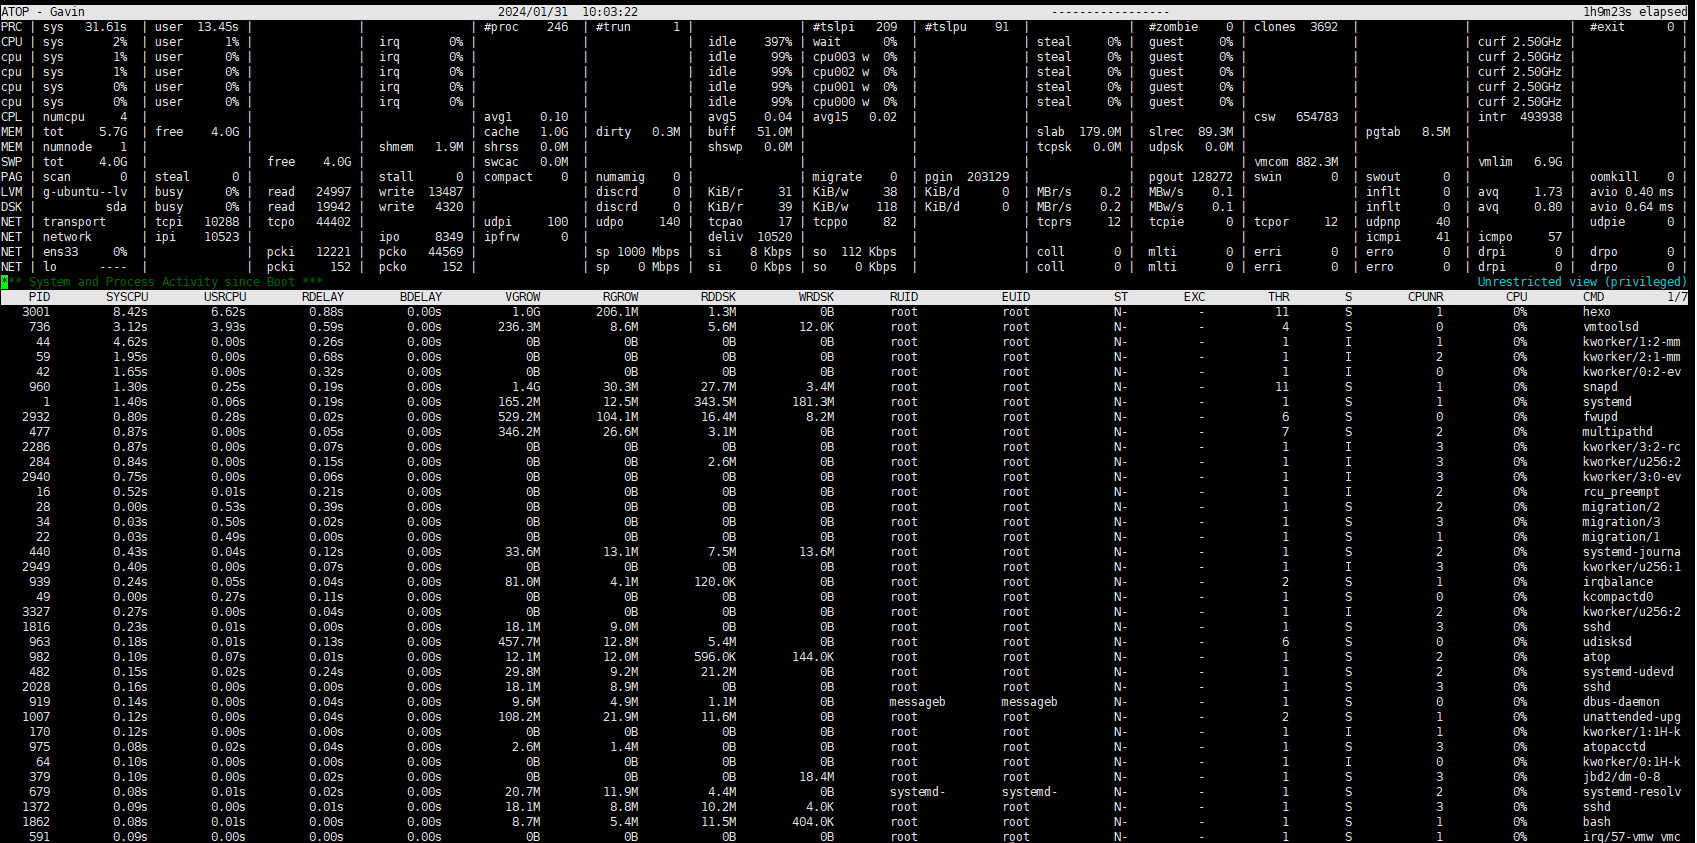 ATOP - Gavin 2024/01/31 10:03:22 ----------------- 1h9m23s elapsed
PRC | sys 31.61s | user 13.45s | | | #proc 246 | #trun 1 | | #tslpi 209 | #tslpu 91 | | #zombie 0 | clones 3692 | | | #exit 0 |
CPU | sys 2% | user 1% | | irq 0% | | | idle 397% | wait 0% | | steal 0% | guest 0% | | | curf 2.50GHz | |
cpu | sys 1% | user 0% | | irq 0% | | | idle 99% | cpu003 w 0% | | steal 0% | guest 0% | | | curf 2.50GHz | |
cpu | sys 1% | user 0% | | irq 0% | | | idle 99% | cpu002 w 0% | | steal 0% | guest 0% | | | curf 2.50GHz | |
cpu | sys 0% | user 0% | | irq 0% | | | idle 99% | cpu001 w 0% | | steal 0% | guest 0% | | | curf 2.50GHz | |
cpu | sys 0% | user 0% | | irq 0% | | | idle 99% | cpu000 w 0% | | steal 0% | guest 0% | | | curf 2.50GHz | |
CPL | numcpu 4 | | | | avg1 0.10 | | avg5 0.04 | avg15 0.02 | | | | csw 654783 | | intr 493938 | |
MEM | tot 5.7G | free 4.0G | | | cache 1.0G | dirty 0.3M | buff 51.0M | | | slab 179.0M | slrec 89.3M | | pgtab 8.5M | | |
MEM | numnode 1 | | | shmem 1.9M | shrss 0.0M | | shswp 0.0M | | | tcpsk 0.0M | udpsk 0.0M | | | | |
SWP | tot 4.0G | | free 4.0G | | swcac 0.0M | | | | | | | vmcom 882.3M | | vmlim 6.9G | |
PAG | scan 0 | steal 0 | | stall 0 | compact 0 | numamig 0 | | migrate 0 | pgin 203129 | | pgout 128272 | swin 0 | swout 0 | | oomkill 0 |
LVM | g-ubuntu--lv | busy 0% | read 24997 | write 13487 | | discrd 0 | KiB/r 31 | KiB/w 38 | KiB/d 0 | MBr/s 0.2 | MBw/s 0.1 | | inflt 0 | avq 1.73 | avio 0.40 ms |
DSK | sda | busy 0% | read 19942 | write 4320 | | discrd 0 | KiB/r 39 | KiB/w 118 | KiB/d 0 | MBr/s 0.2 | MBw/s 0.1 | | inflt 0 | avq 0.80 | avio 0.64 ms |
NET | transport | tcpi 10288 | tcpo 44402 | | udpi 100 | udpo 140 | tcpao 17 | tcppo 82 | | tcprs 12 | tcpie 0 | tcpor 12 | udpnp 40 | | udpie 0 |
NET | network | ipi 10523 | | ipo 8349 | ipfrw 0 | | deliv 10520 | | | | | | icmpi 41 | icmpo 57 | |
NET | ens33 0% | | pcki 12221 | pcko 44569 | | sp 1000 Mbps | si 8 Kbps | so 112 Kbps | | coll 0 | mlti 0 | erri 0 | erro 0 | drpi 0 | drpo 0 |
NET | lo ---- | | pcki 152 | pcko 152 | | sp 0 Mbps | si 0 Kbps | so 0 Kbps | | coll 0 | mlti 0 | erri 0 | erro 0 | drpi 0 | drpo 0 |
*** System and Process Activity since Boot *** Unrestricted view (privileged)
PID SYSCPU USRCPU RDELAY BDELAY VGROW RGROW RDDSK WRDSK RUID EUID ST EXC THR S CPUNR CPU CMD 1/7
3001 8.42s 6.62s 0.88s 0.00s 1.0G 206.1M 1.3M 0B root root N- - 11 S 1 0% hexo
736 3.12s 3.93s 0.59s 0.00s 236.3M 8.6M 5.6M 12.0K root root N- - 4 S 0 0% vmtoolsd
44 4.62s 0.00s 0.26s 0.00s 0B 0B 0B 0B root root N- - 1 I 1 0% kworker/1:2-mm
59 1.95s 0.00s 0.68s 0.00s 0B 0B 0B 0B root root N- - 1 I 2 0% kworker/2:1-mm
42 1.65s 0.00s 0.32s 0.00s 0B 0B 0B 0B root root N- - 1 I 0 0% kworker/0:2-ev
960 1.30s 0.25s 0.19s 0.00s 1.4G 30.3M 27.7M 3.4M root root N- - 11 S 1 0% snapd
1 1.40s 0.06s 0.19s 0.00s 165.2M 12.5M 343.5M 181.3M root root N- - 1 S 1 0% systemd
2932 0.80s 0.28s 0.02s 0.00s 529.2M 104.1M 16.4M 8.2M root root N- - 6 S 0 0% fwupd
477 0.87s 0.00s 0.05s 0.00s 346.2M 26.6M 3.1M 0B root root N- - 7 S 2 0% multipathd
2286 0.87s 0.00s 0.07s 0.00s 0B 0B 0B 0B root root N- - 1 I 3 0% kworker/3:2-rc
284 0.84s 0.00s 0.15s 0.00s 0B 0B 2.6M 0B root root N- - 1 I 3 0% kworker/u256:2
2940 0.75s 0.00s 0.06s 0.00s 0B 0B 0B 0B root root N- - 1 I 3 0% kworker/3:0-ev
16 0.52s 0.01s 0.21s 0.00s 0B 0B 0B 0B root root N- - 1 I 2 0% rcu_preempt
28 0.00s 0.53s 0.39s 0.00s 0B 0B 0B 0B root root N- - 1 S 2 0% migration/2
34 0.03s 0.50s 0.02s 0.00s 0B 0B 0B 0B root root N- - 1 S 3 0% migration/3
22 0.03s 0.49s 0.00s 0.00s 0B 0B 0B 0B root root N- - 1 S 1 0% migration/1
440 0.43s 0.04s 0.12s 0.00s 33.6M 13.1M 7.5M 13.6M root root N- - 1 S 2 0% systemd-journa
2949 0.40s 0.00s 0.07s 0.00s 0B 0B 0B 0B root root N- - 1 I 3 0% kworker/u256:1
939 0.24s 0.05s 0.04s 0.00s 81.0M 4.1M 120.0K 0B root root N- - 2 S 1 0% irqbalance
49 0.00s 0.27s 0.11s 0.00s 0B 0B 0B 0B root root N- - 1 S 0 0% kcompactd0
3327 0.27s 0.00s 0.04s 0.00s 0B 0B 0B 0B root root N- - 1 I 2 0% kworker/u256:2
1816 0.23s 0.01s 0.00s 0.00s 18.1M 9.0M 0B 0B root root N- - 1 S 3 0% sshd
963 0.18s 0.01s 0.13s 0.00s 457.7M 12.8M 5.4M 0B root root N- - 6 S 0 0% udisksd
982 0.10s 0.07s 0.01s 0.00s 12.1M 12.0M 596.0K 144.0K root root N- - 1 S 2 0% atop
482 0.15s 0.02s 0.24s 0.00s 29.8M 9.2M 21.2M 0B root root N- - 1 S 2 0% systemd-udevd
2028 0.16s 0.00s 0.00s 0.00s 18.1M 8.9M 0B 0B root root N- - 1 S 3 0% sshd
919 0.14s 0.00s 0.04s 0.00s 9.6M 4.9M 1.1M 0B messageb messageb N- - 1 S 0 0% dbus-daemon
1007 0.12s 0.00s 0.04s 0.00s 108.2M 21.9M 11.6M 0B root root N- - 2 S 1 0% unattended-upg
170 0.12s 0.00s 0.00s 0.00s 0B 0B 0B 0B root root N- - 1 I 1 0% kworker/1:1H-k
975 0.08s 0.02s 0.04s 0.00s 2.6M 1.4M 0B 0B root root N- - 1 S 3 0% atopacctd
64 0.10s 0.00s 0.00s 0.00s 0B 0B 0B 0B root root N- - 1 I 0 0% kworker/0:1H-k
379 0.10s 0.00s 0.02s 0.00s 0B 0B 0B 18.4M root root N- - 1 S 3 0% jbd2/dm-0-8
679 0.08s 0.01s 0.02s 0.00s 20.7M 11.9M 4.4M 0B systemd- systemd- N- - 1 S 2 0% systemd-resolv
1372 0.09s 0.01s 0.00s 0.00s 18.1M 8.8M 10.2M 4.0K root root N- - 1 S 3 0% sshd
1862 0.08s 0.01s 0.00s 0.00s 8.7M 5.4M 11.5M 404.0K root root N- - 1 S 1 0% bash
591 0.09s 0.00s 0.00s 0.00s 0B 0B 0B 0B root root N- - 1 S 1 0% irq/57-vmw_vmc